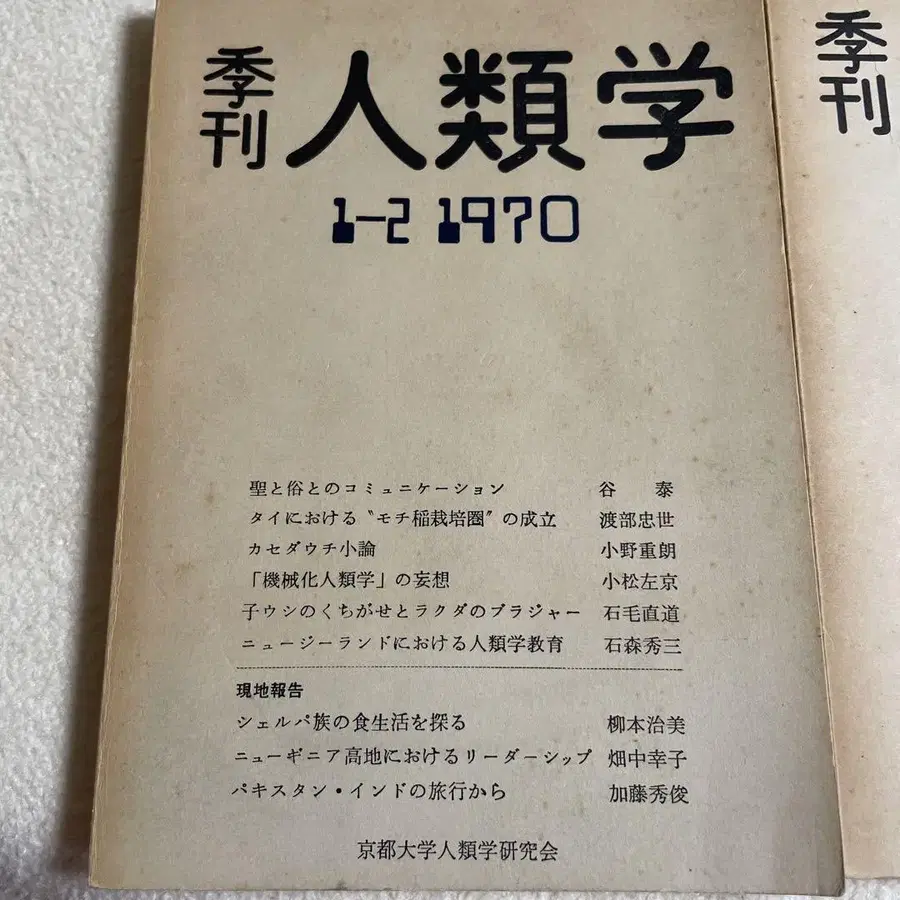 季刊 人類学
1-2 1970
聖と俗とのコミュニケーション 谷 泰
タイにおける〝モチ稲栽培圏〞の成立 渡部忠世
カセダウチ小論 小野重朗
「機械化人類学」の妄想 小松左京
子ウシのくちがせとラクダのブラジャー 石毛直道
ニュージーランドにおける人類学教育 石森秀三
現地報告
シェルパ族の食生活を探る 柳本治美
ニューギニア高地におけるリーダーシップ 畑中幸子
パキスタン・インドの旅行から 加藤秀俊
京都大学人類学研究会
季刊